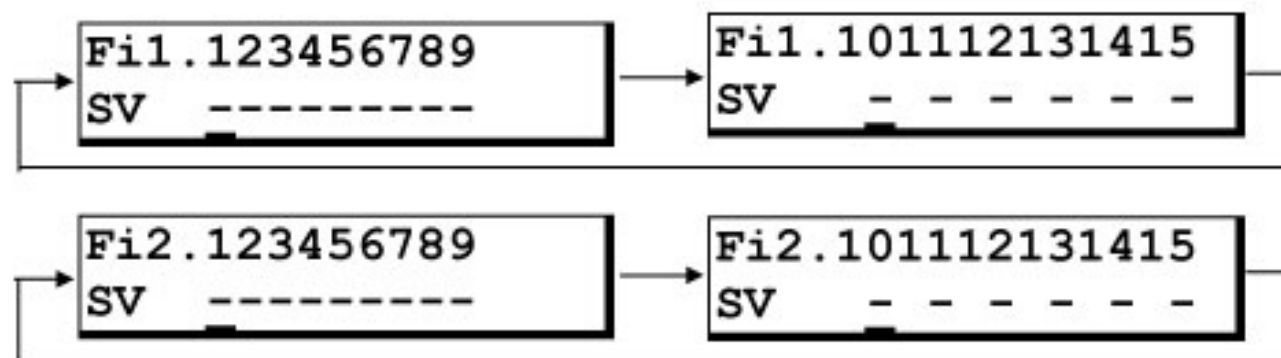 Fi1.123456789
SV ---------
Fi1.101112131415
SV - - - - - -
Fi2.123456789
SV ---------
Fi2.101112131415
SV - - - - - -